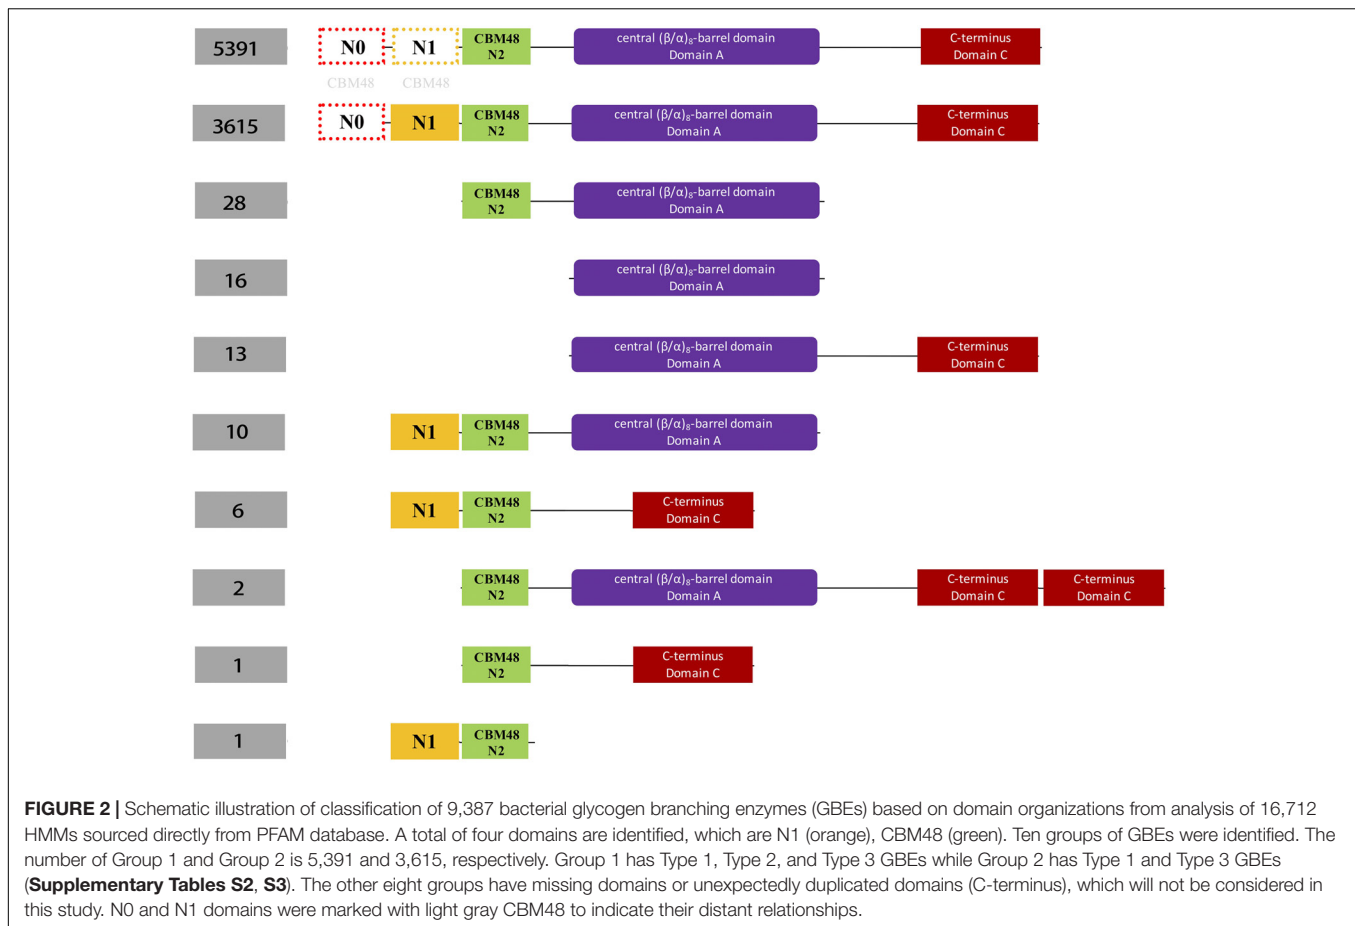 5391 N0 N1 CBM48 N2 central (β/α)₈-barrel domain Domain A C-terminus Domain C
CBM48 CBM48
3615 N0 N1 CBM48 N2 central (β/α)₈-barrel domain Domain A C-terminus Domain C
28 CBM48 N2 central (β/α)₈-barrel domain Domain A
16 central (β/α)₈-barrel domain Domain A
13 central (β/α)₈-barrel domain Domain A C-terminus Domain C
10 N1 CBM48 N2 central (β/α)₈-barrel domain Domain A
6 N1 CBM48 N2 C-terminus Domain C
2 CBM48 N2 central (β/α)₈-barrel domain Domain A C-terminus Domain C C-terminus Domain C
1 CBM48 N2 C-terminus Domain C
1 N1 CBM48 N2
FIGURE 2 | Schematic illustration of classification of 9,387 bacterial glycogen branching enzymes (GBEs) based on domain organizations from analysis of 16,712
HMMs sourced directly from PFAM database. A total of four domains are identified, which are N1 (orange), CBM48 (green). Ten groups of GBEs were identified. The
number of Group 1 and Group 2 is 5,391 and 3,615, respectively. Group 1 has Type 1, Type 2, and Type 3 GBEs while Group 2 has Type 1 and Type 3 GBEs
(Supplementary Tables S2, S3). The other eight groups have missing domains or unexpectedly duplicated domains (C-terminus), which will not be considered in
this study. N0 and N1 domains were marked with light gray CBM48 to indicate their distant relationships.